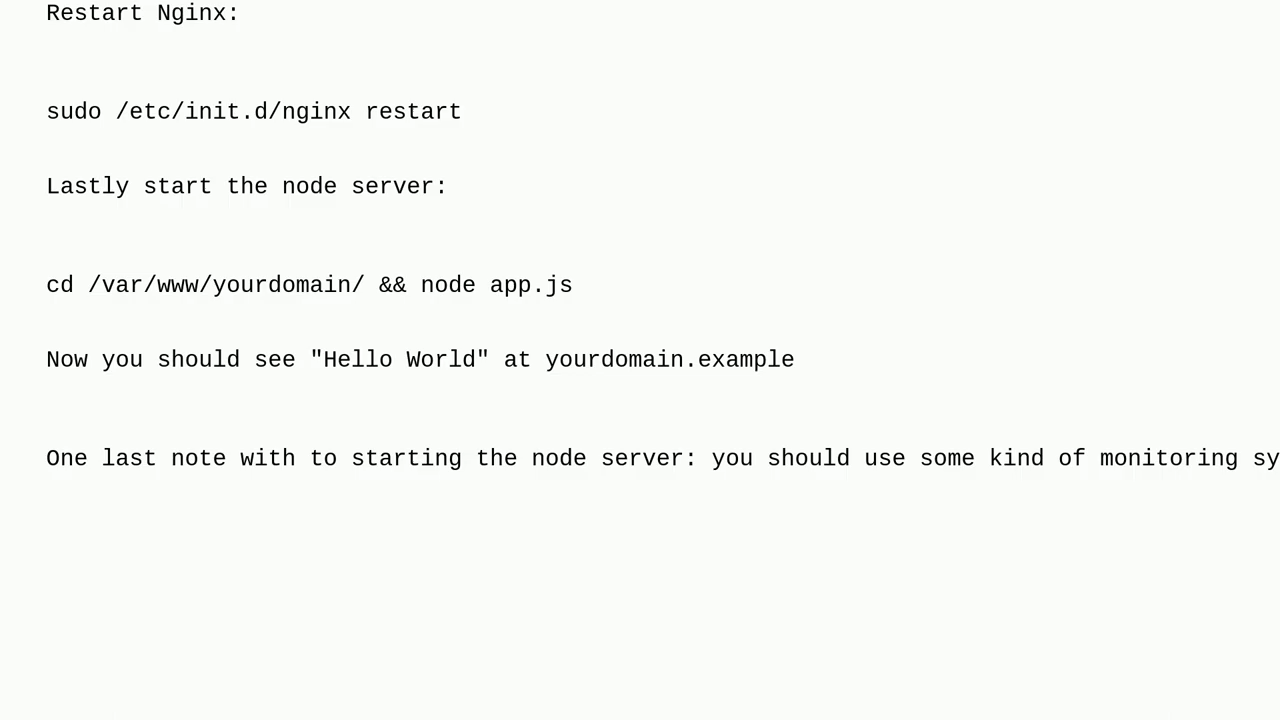 Restart Nginx:
sudo /etc/init.d/nginx restart
Lastly start the node server:
cd /var/www/yourdomain/ && node app.js
Now you should see "Hello World" at yourdomain.example
One last note with to starting the node server: you should use some kind of monitoring